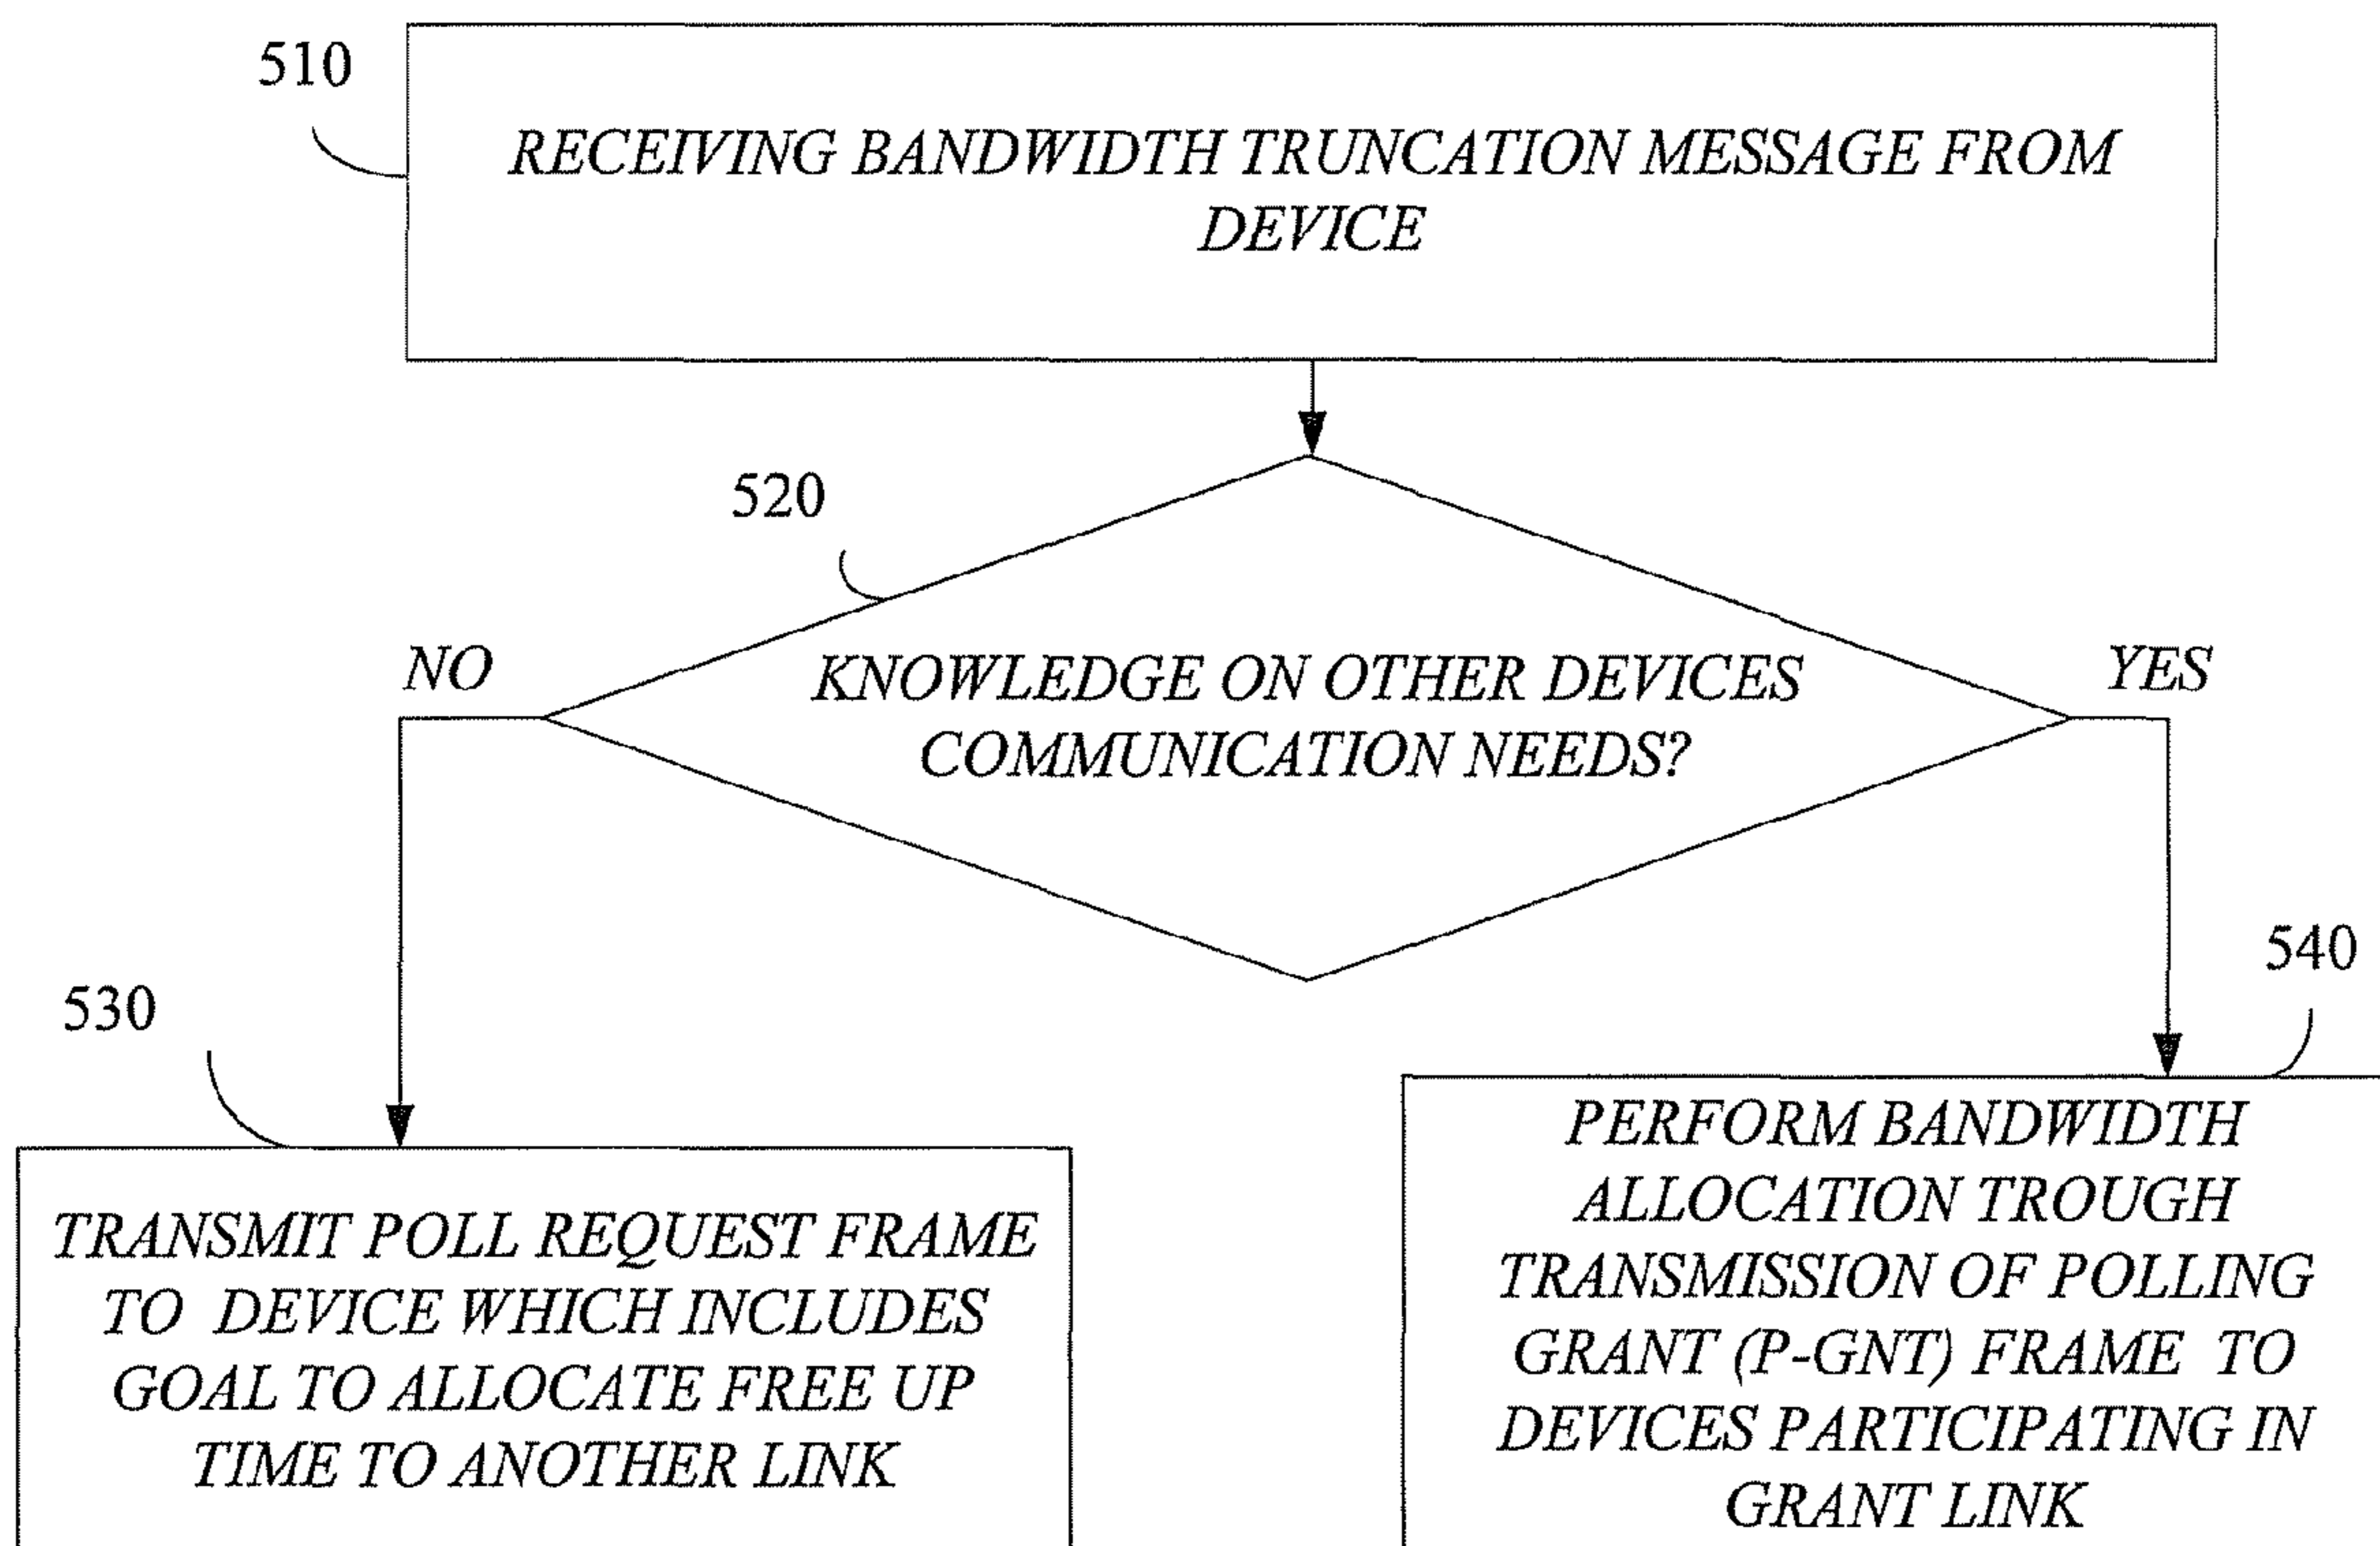 510
RECEIVING BANDWIDTH TRUNCATION MESSAGE FROM
DEVICE
520
NO
KNOWLEDGE ON OTHER DEVICES
COMMUNICATION NEEDS?
YES
530
TRANSMIT POLL REQUEST FRAME
TO DEVICE WHICH INCLUDES
GOAL TO ALLOCATE FREE UP
TIME TO ANOTHER LINK
540
PERFORM BANDWIDTH
ALLOCATION TROUGH
TRANSMISSION OF POLLING
GRANT (P-GNT) FRAME TO
DEVICES PARTICIPATING IN
GRANT LINK